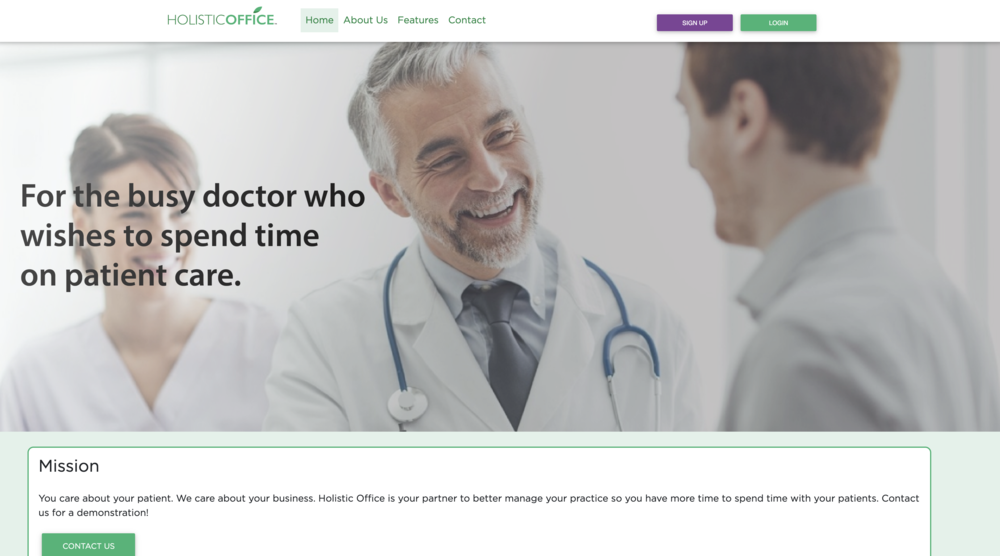 HOLISTICOFFICE.
Home About Us Features Contact
SIGN UP LOGIN
For the busy doctor who
wishes to spend time
on patient care.
Mission
You care about your patient. We care about your business. Holistic Office is your partner to better manage your practice so you have more time to spend time with your patients. Contact
us for a demonstration!
CONTACT US